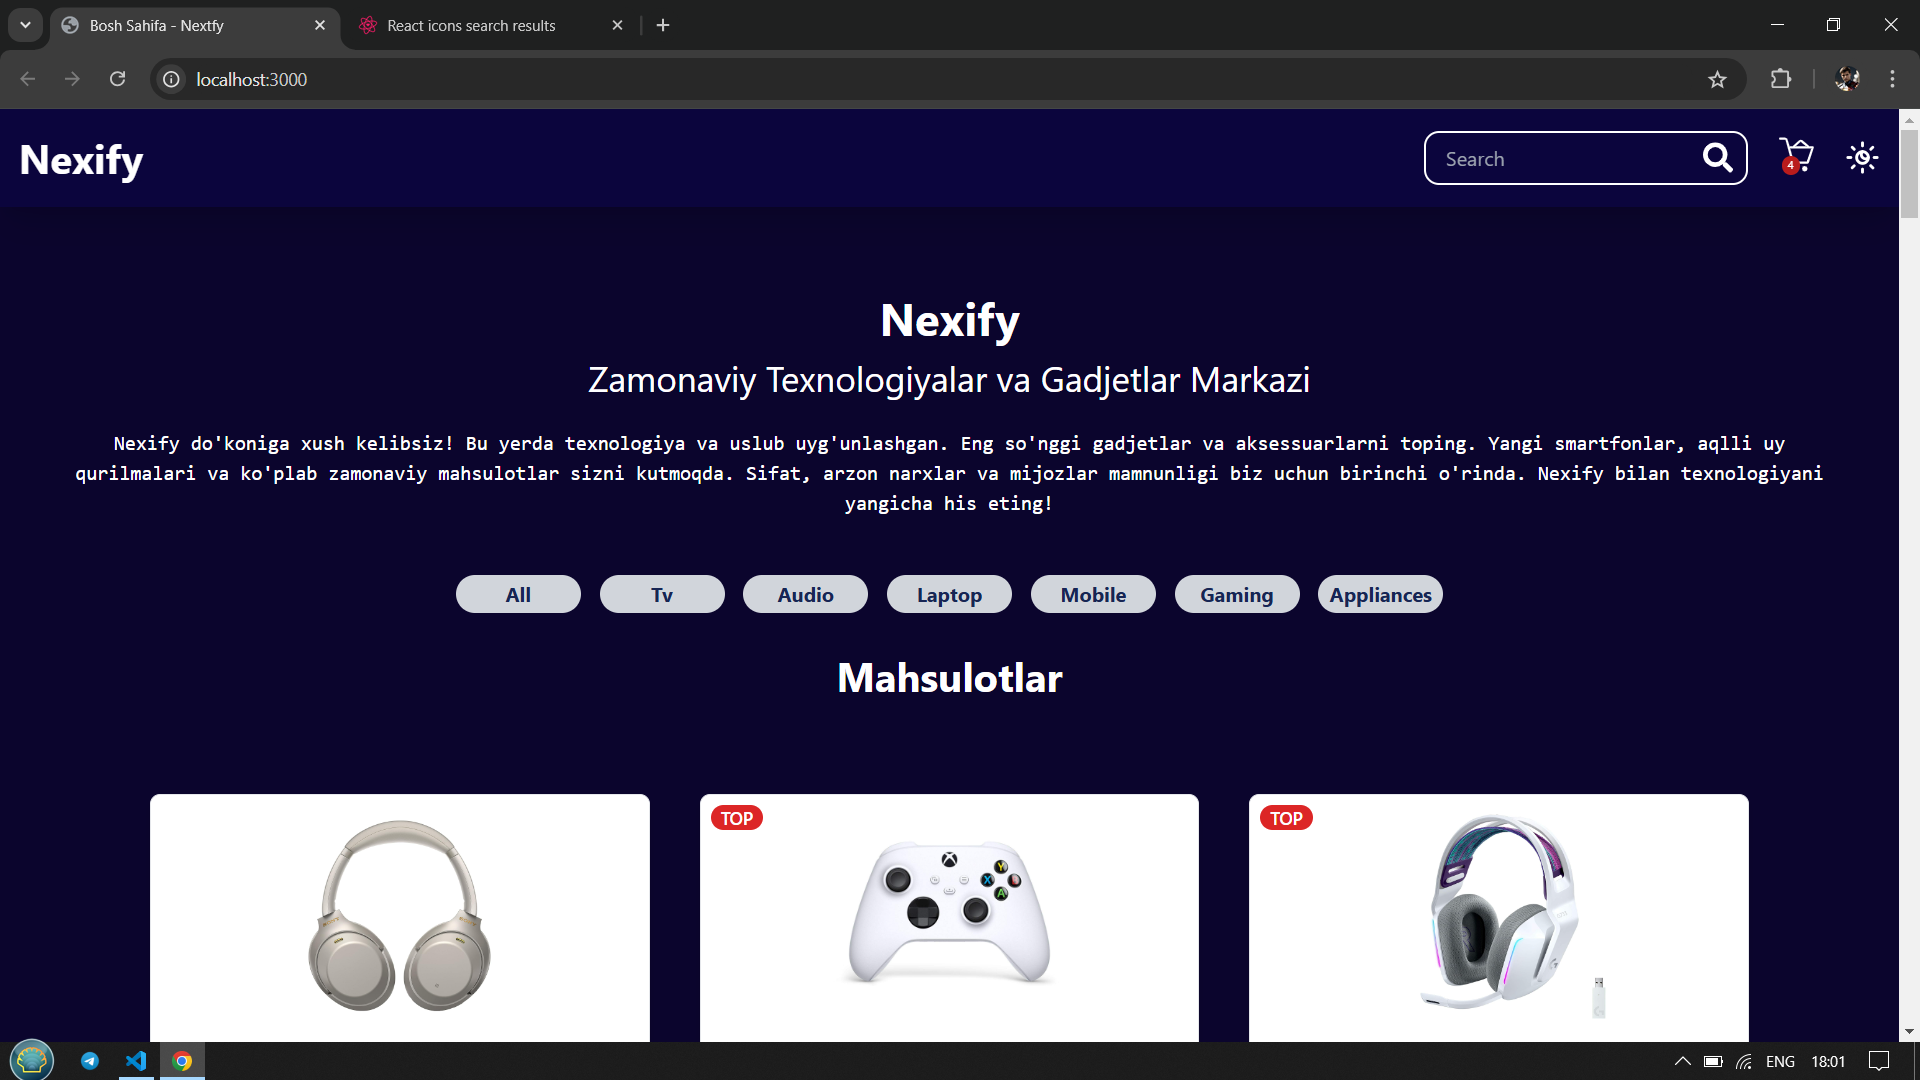 Bosh Sahifa - Nextfy
React icons search results
localhost:3000
Nexify
Search
4
Nexify
Zamonaviy Texnologiyalar va Gadjetlar Markazi
Nexify do'koniga xush kelibsiz! Bu yerda texnologiya va uslub uyg'unlashgan. Eng so'nggi gadjetlar va aksessuarlarni toping. Yangi smartfonlar, aqlli uy
qurilmalari va ko'plab zamonaviy mahsulotlar sizni kutmoqda. Sifat, arzon narxlar va mijozlar mamnunligi biz uchun birinchi o'rinda. Nexify bilan texnologiyani
yangicha his eting!
All
Tv
Audio
Laptop
Mobile
Gaming
Appliances
Mahsulotlar
TOP
TOP
Y
X
A
ENG
18:01